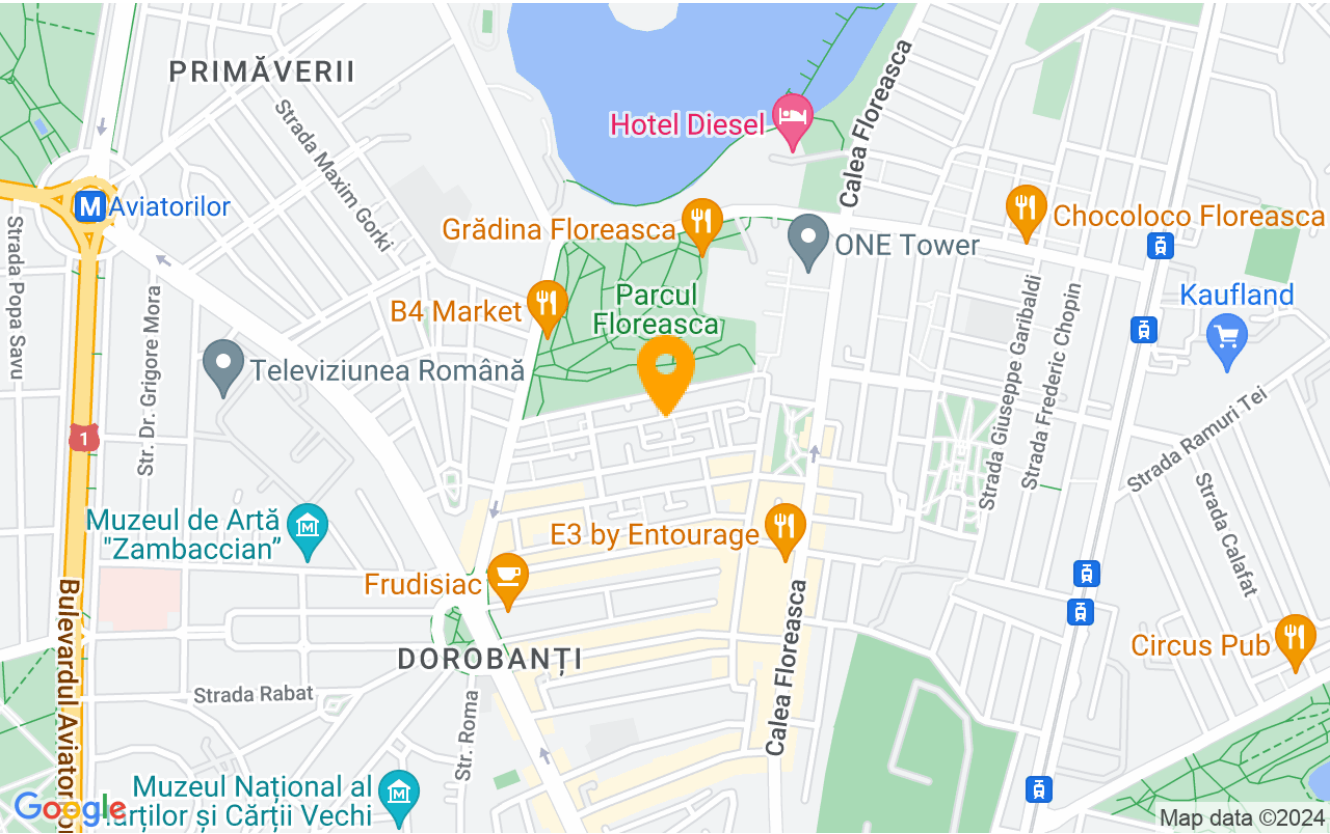 PRIMĂVERII
Strada Maxim Gorki
Hotel Diesel
Calea Floreasca
M
Aviatorilor
Grădina Floreasca
ONE Tower
Chocoloco Floreasca
Strada Popa Savu
Str. Dr. Grigore Mora
B4 Market
Parcul
Floreasca
Strada Giuseppe Garibaldi
Strada Frederic Chopin
Kaufland
Televiziunea Română
1
Strada Ramuri Tei
Strada Calafat
Muzeul de Artă
"Zambaccian”
E3 by Entourage
Frudisiac
Bulevardul Aviator
DOROBANȚI
Calea Floreasca
Circus Pub
Strada Rabat
Str. Roma
Muzeul Național al
ărților și Cărții Vechi
Google
Map data ©2024